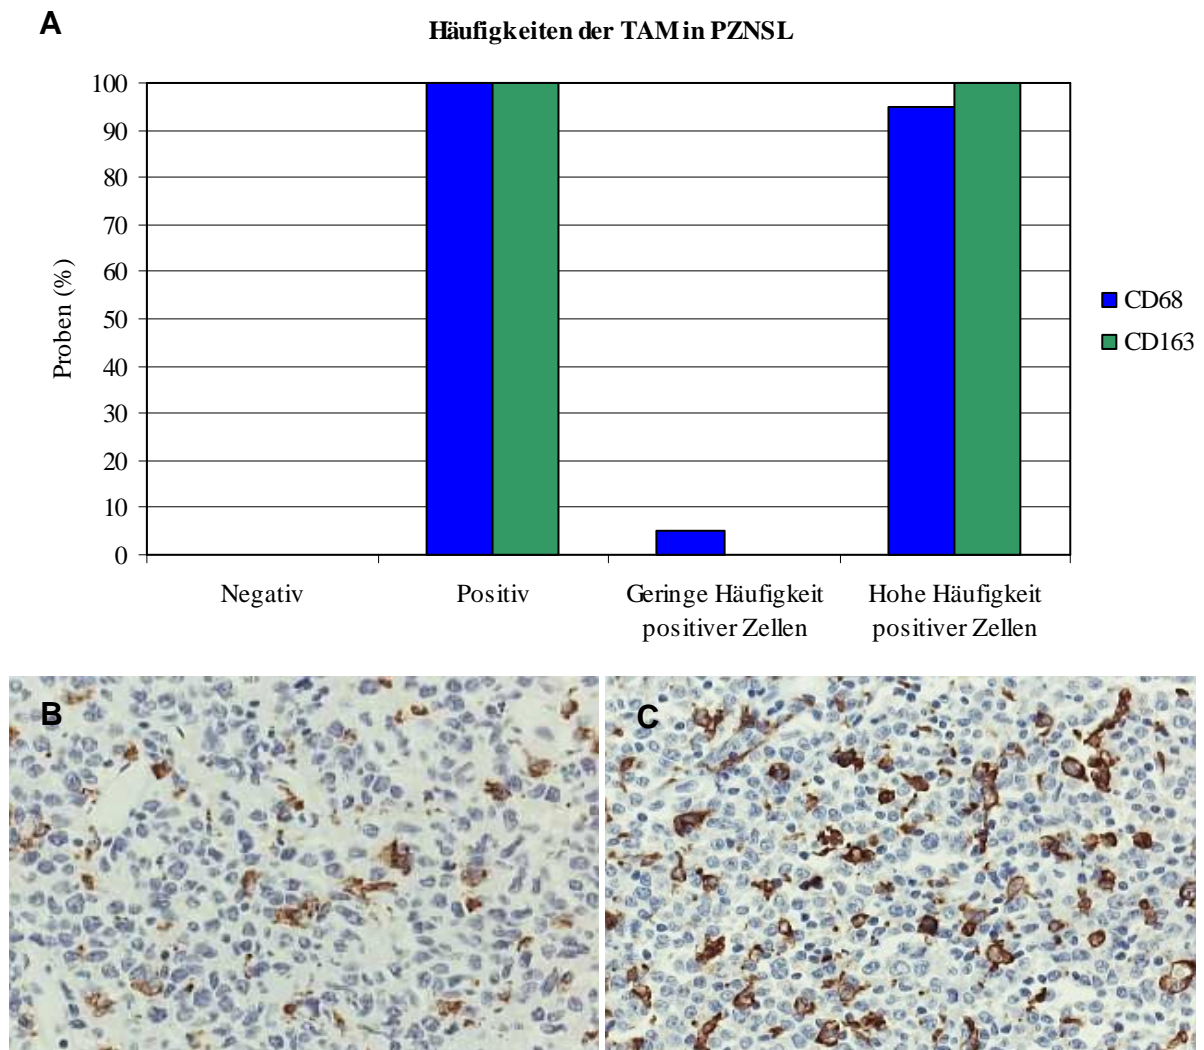 A
Häufigkeiten der TAM in PZNSL
100
90
80
70
60
50
40
30
20
10
0
Proben (%)
Negativ
Positiv
Geringe Häufigkeit
positiver Zellen
Hohe Häufigkeit
positiver Zellen
CD68
CD163
B
C